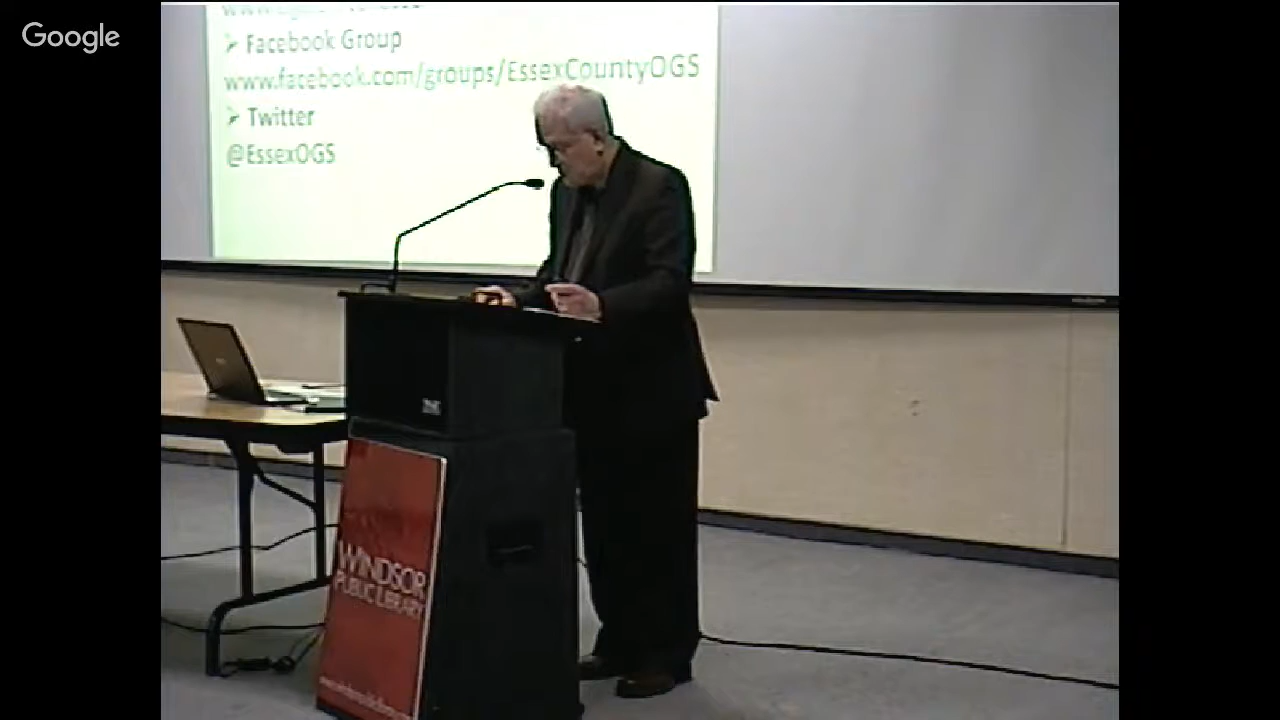 Google
➢ Facebook Group
www.facebook.com/groups/EssexCountyOGS
➢ Twitter
@EssexOGS
WINDSOR
PUBLIC LIBRARY